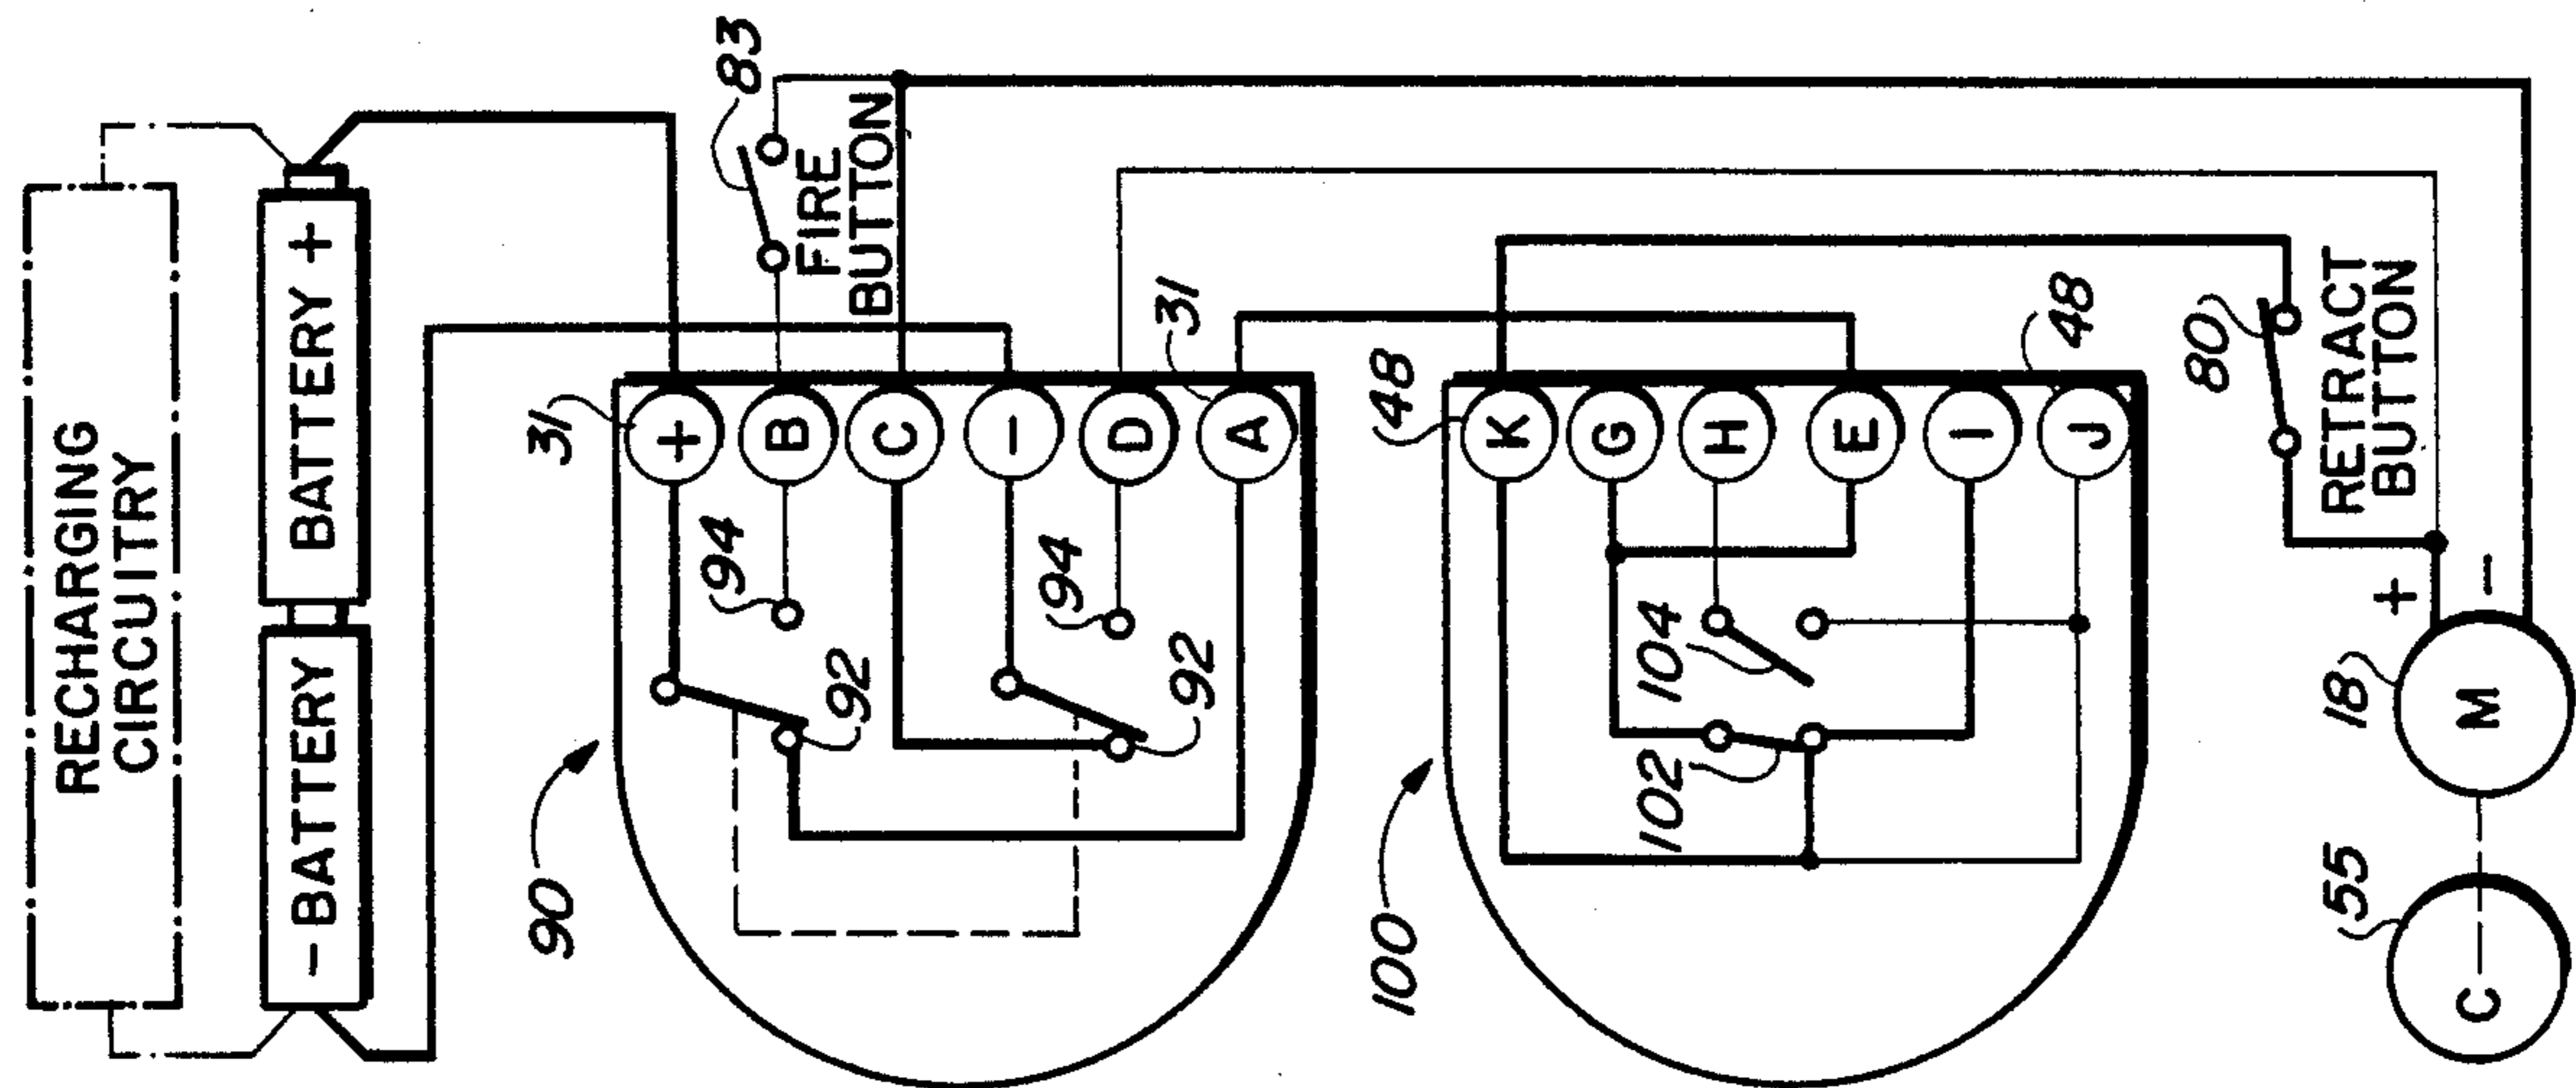 RECHARGING
CIRCUITRY
- BATTERY
BATTERY +
83
FIRE
BUTTON
31
+
B
C
-
D
A
31
94
94
92
92
90
48
K
G
H
E
I
J
48
104
102
100
80
RETRACT
BUTTON
+
-
18
M
55
C